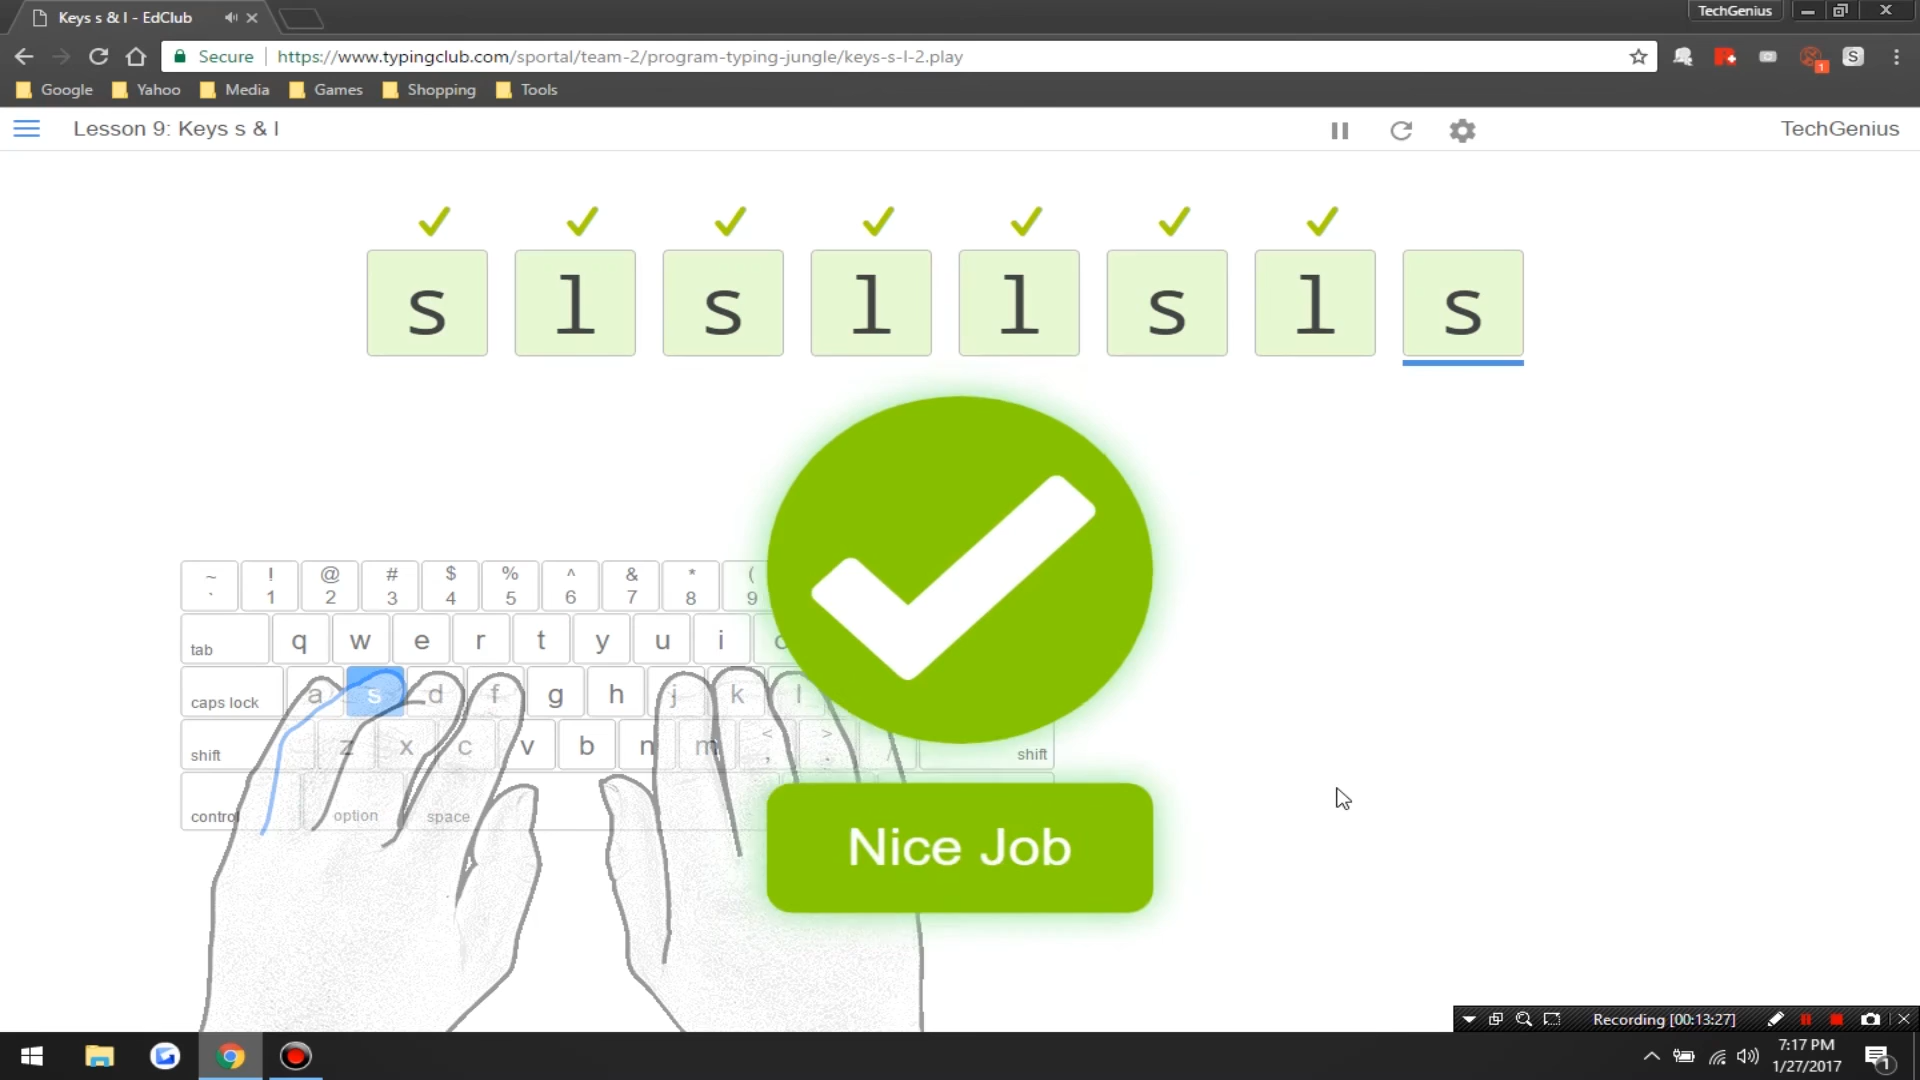 Keys s & l - EdClub
TechGenius
Secure
https://www.typingclub.com/sportal/team-2/program-typing-jungle/keys-s-l-2.play
1
S
Google Yahoo Media Games Shopping Tools
Lesson 9: Keys s & l
TechGenius
s l s l l s l s
~ ! @ # $ % ^ & * (
` 1 2 3 4 5 6 7 8 9
tab q w e r t y u i
caps lock a s d f g h j k l
shift z x c v b n m < , > . / shift
control option space
Nice Job
Recording [00:13:27]
7:17 PM
1/27/2017
1